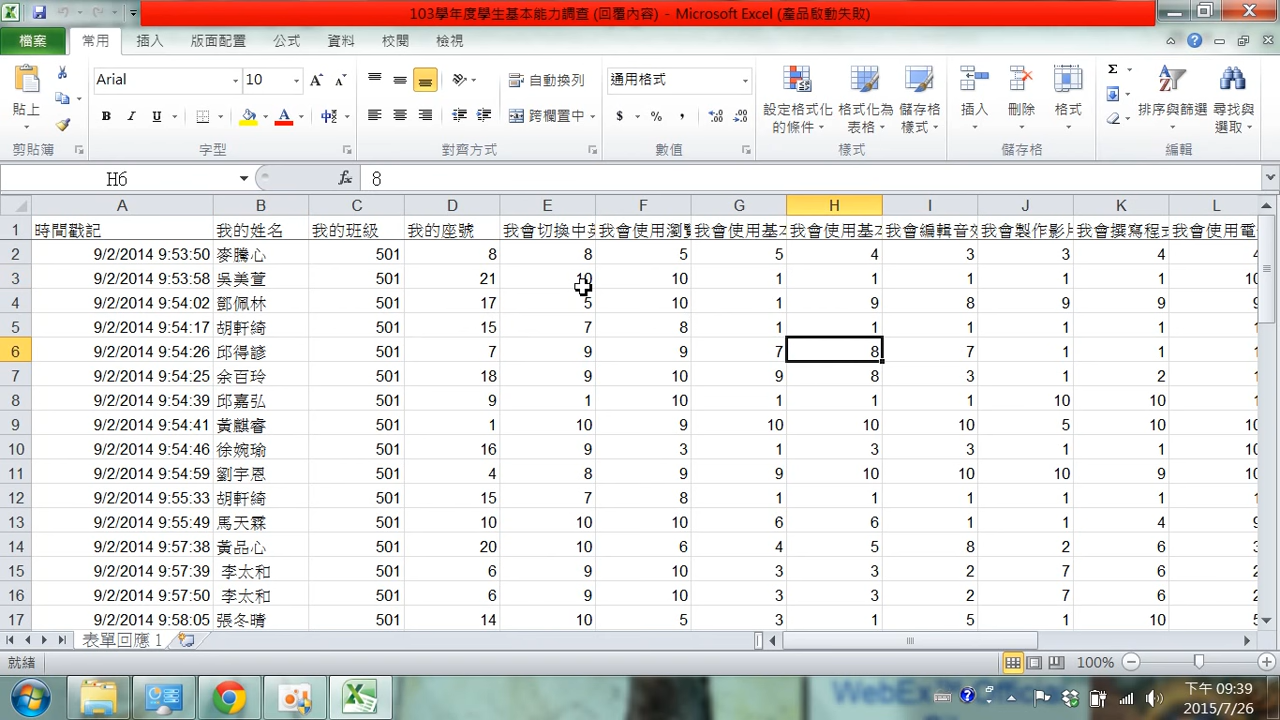 103學年度學生基本能力調查 (回覆內容) - Microsoft Excel (產品啟動失敗)
檔案 常用 插入 版面配置 公式 資料 校閱 檢視
Arial 10 自動換列 通用格式
貼上 跨欄置中 設定格式化的條件 格式化為表格 儲存格樣式 插入 刪除 格式 排序與篩選 尋找與選取
剪貼簿 字型 對齊方式 數值 樣式 儲存格 編輯
H6 fx 8
A B C D E F G H I J K L
1 時間戳記 我的姓名 我的班級 我的座號 我會切換中英 我會使用瀏覽 我會使用基本 我會使用基本 我會編輯音效 我會製作影片 我會撰寫程式 我會使用電
2 9/2/2014 9:53:50 麥騰心 501 8 8 5 5 4 3 3 4 4
3 9/2/2014 9:53:58 吳美萱 501 21 10 10 1 1 1 1 1 10
4 9/2/2014 9:54:02 鄧佩林 501 17 5 10 1 9 8 9 9 9
5 9/2/2014 9:54:17 胡軒綺 501 15 7 8 1 1 1 1 1 1
6 9/2/2014 9:54:26 邱得諺 501 7 9 9 7 8 7 1 1 1
7 9/2/2014 9:54:25 余百玲 501 18 9 10 9 8 3 1 2 1
8 9/2/2014 9:54:39 邱嘉弘 501 9 1 10 1 1 1 10 10 1
9 9/2/2014 9:54:41 黃麒睿 501 1 10 9 10 10 10 5 10 10
10 9/2/2014 9:54:46 徐婉瑜 501 16 9 3 1 3 3 1 1 10
11 9/2/2014 9:54:59 劉宇恩 501 4 8 9 9 10 10 10 9 10
12 9/2/2014 9:55:33 胡軒綺 501 15 7 8 1 1 1 1 1 1
13 9/2/2014 9:55:49 馬天霖 501 10 10 10 6 6 1 1 4 9
14 9/2/2014 9:57:38 黃品心 501 20 10 6 4 5 8 2 6 3
15 9/2/2014 9:57:39 李太和 501 6 9 10 3 3 2 7 6 2
16 9/2/2014 9:57:50 李太和 501 6 9 10 3 3 2 7 6 2
17 9/2/2014 9:58:05 張冬晴 501 14 10 5 3 1 5 1 10 5
表單回應 1
就緒 100%
下午 09:39
2015/7/26